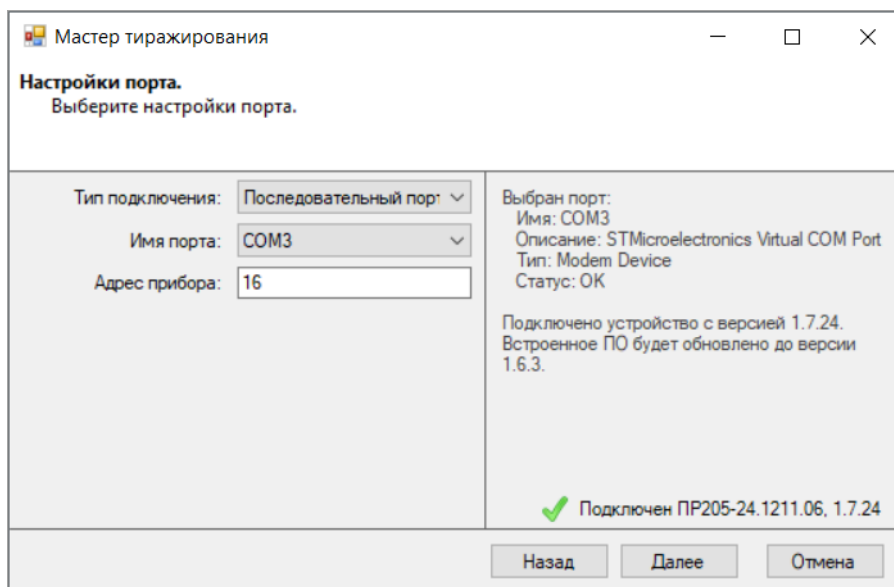 Мастер тиражирования
Настройки порта.
Выберите настройки порта.
Тип подключения:
Последовательный порт
Имя порта:
COM3
Адрес прибора:
16
Выбран порт:
Имя: COM3
Описание: STMicroelectronics Virtual COM Port
Тип: Modem Device
Статус: OK
Подключено устройство с версией 1.7.24.
Встроенное ПО будет обновлено до версии
1.6.3.
Подключен ПР205-24.1211.06, 1.7.24
Назад
Далее
Отмена